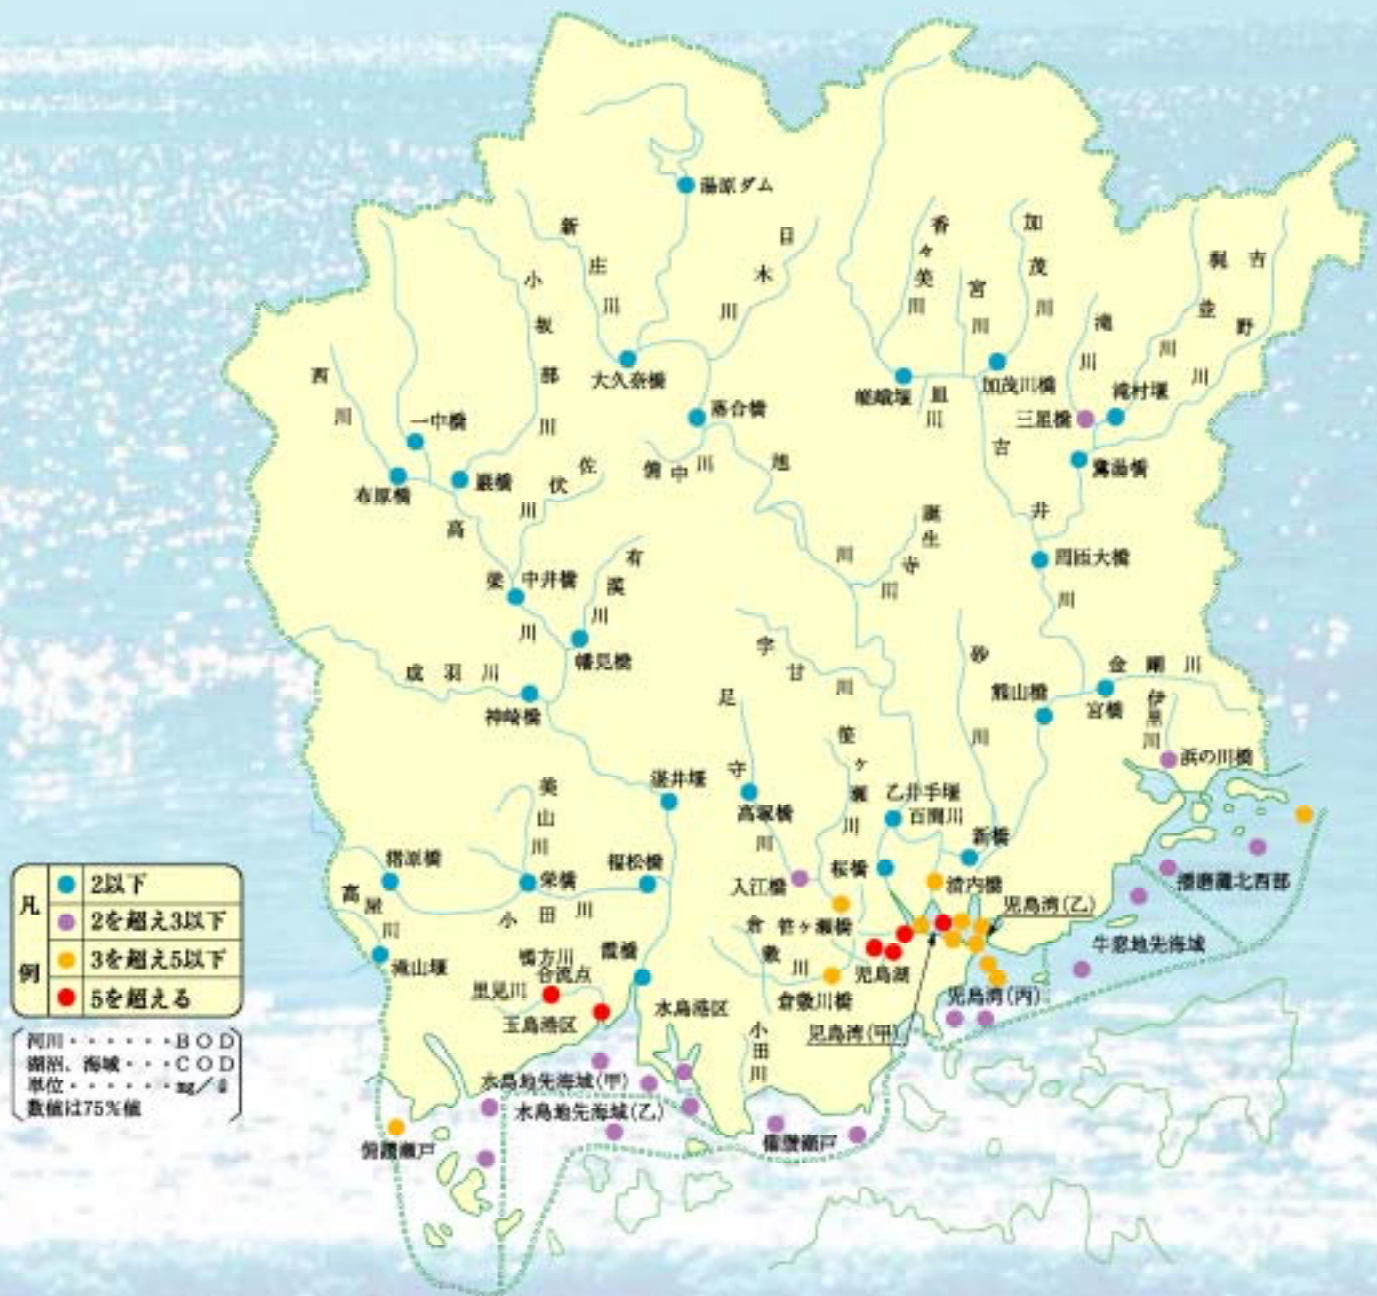 湯原ダム
新庄川
目木川
小坂部川
西川
一中橋
布原橋
巌橋
大久奈橋
落合橋
備中川
香々美川
加茂川
宮川
皿川
嵯峨堰
加茂川橋
滝川
梶並川
吉野川
三星橋
滝村堰
鷺湯橋
吉井川
周匝大橋
佐伏川
高梁川
中井橋
有漢川
幡見橋
成羽川
神崎橋
旭川
誕生寺川
宇甘川
足守川
高塚橋
笹ヶ瀬川
砂川
熊山橋
金剛川
宮橋
伊里川
浜の川橋
湛井堰
美山川
猪原橋
栄橋
福松橋
小田川
高屋川
滝山堰
乙井手堰
百間川
新橋
桜橋
清内橋
入江橋
笹ヶ瀬橋
倉敷川
倉敷川橋
児島湖
児島湾(乙)
児島湾(丙)
児島湾(甲)
播磨灘北西部
牛窓地先海域
霞橋
鴨方川
合流点
里見川
玉島港区
水島港区
小田川
水島地先海域(甲)
水島地先海域(乙)
備讃瀬戸
備讃瀬戸
凡例
2以下
2を超え3以下
3を超え5以下
5を超える
河川・・・・・・BOD
湖沼、海域・・・COD
単位・・・・・・mg/ℓ
数値は75%値